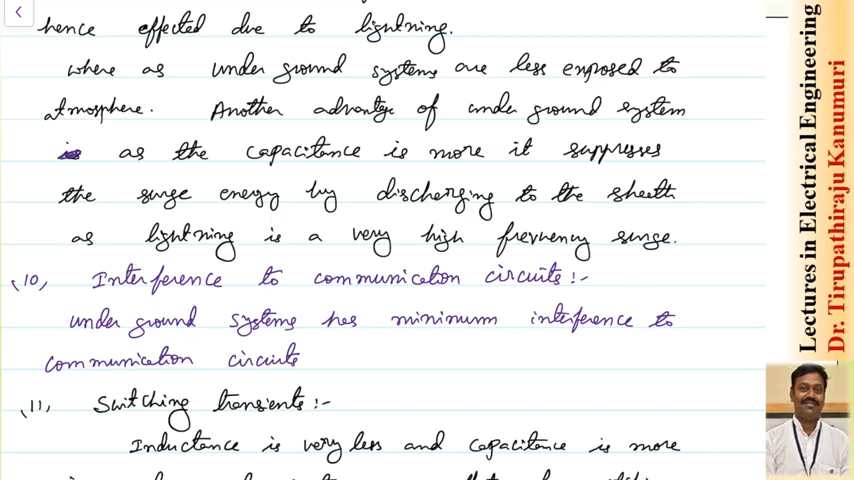 hence effected due to lightning.
where as under ground systems are less exposed to
atmosphere. Another advantage of under ground system
is as the capacitance is more it suppresses
the surge energy by discharging to the sheath
as lightning is a very high frequency surge.
(10) Interference to communication circuits :-
under ground systems has minimum interference to
communication circuits
(11) Switching transients :-
Inductance is very less and capacitance is more
Lectures in Electrical Engineering
Dr. Tirupathiraju Kanumuri